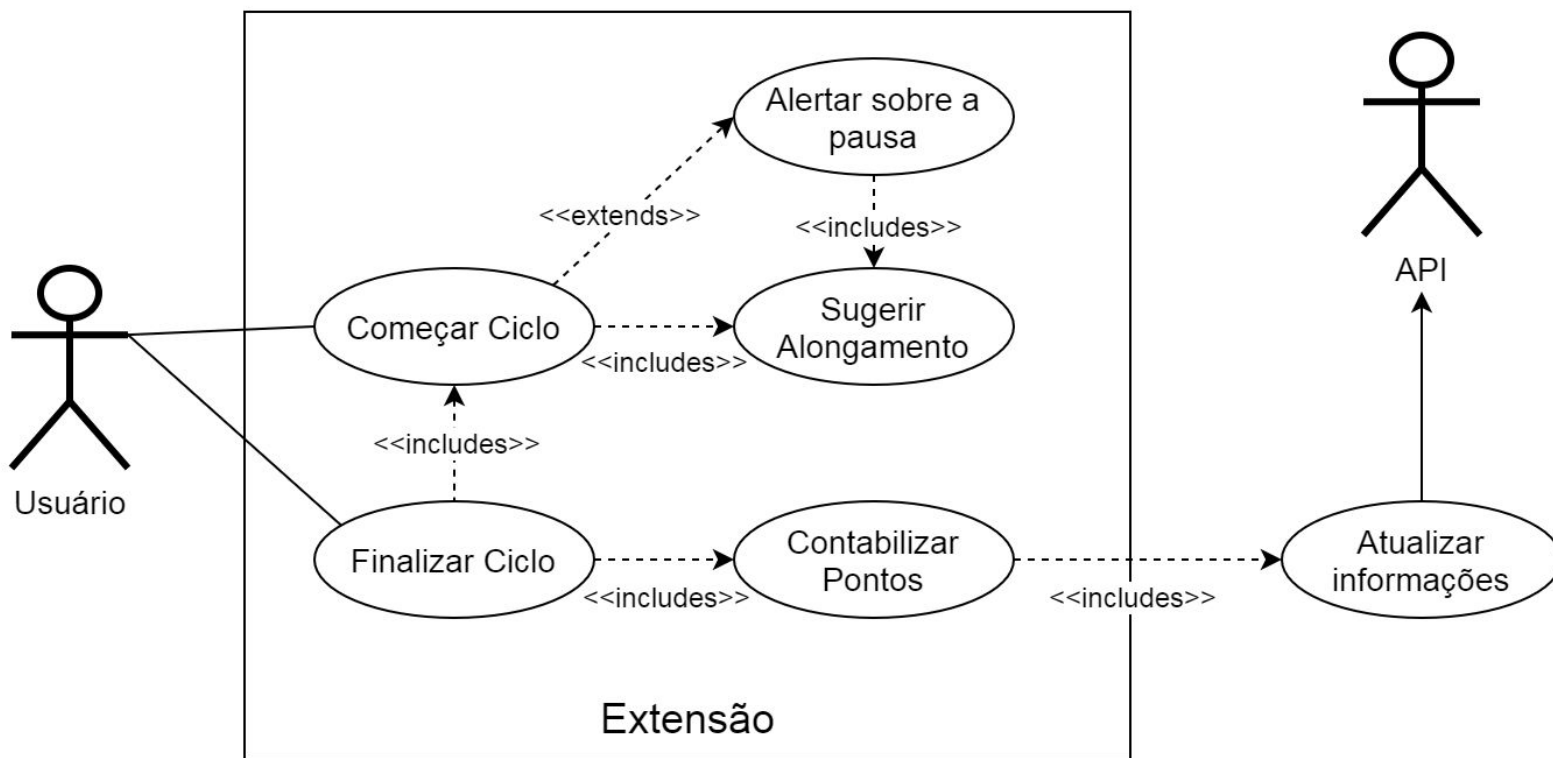 Alertar sobre a
pausa
<<extends>>
<<includes>>
API
Começar Ciclo
Sugerir
Alongamento
<<includes>>
<<includes>>
Usuário
Finalizar Ciclo
Contabilizar
Pontos
Atualizar
informações
<<includes>>
<<includes>>
Extensão